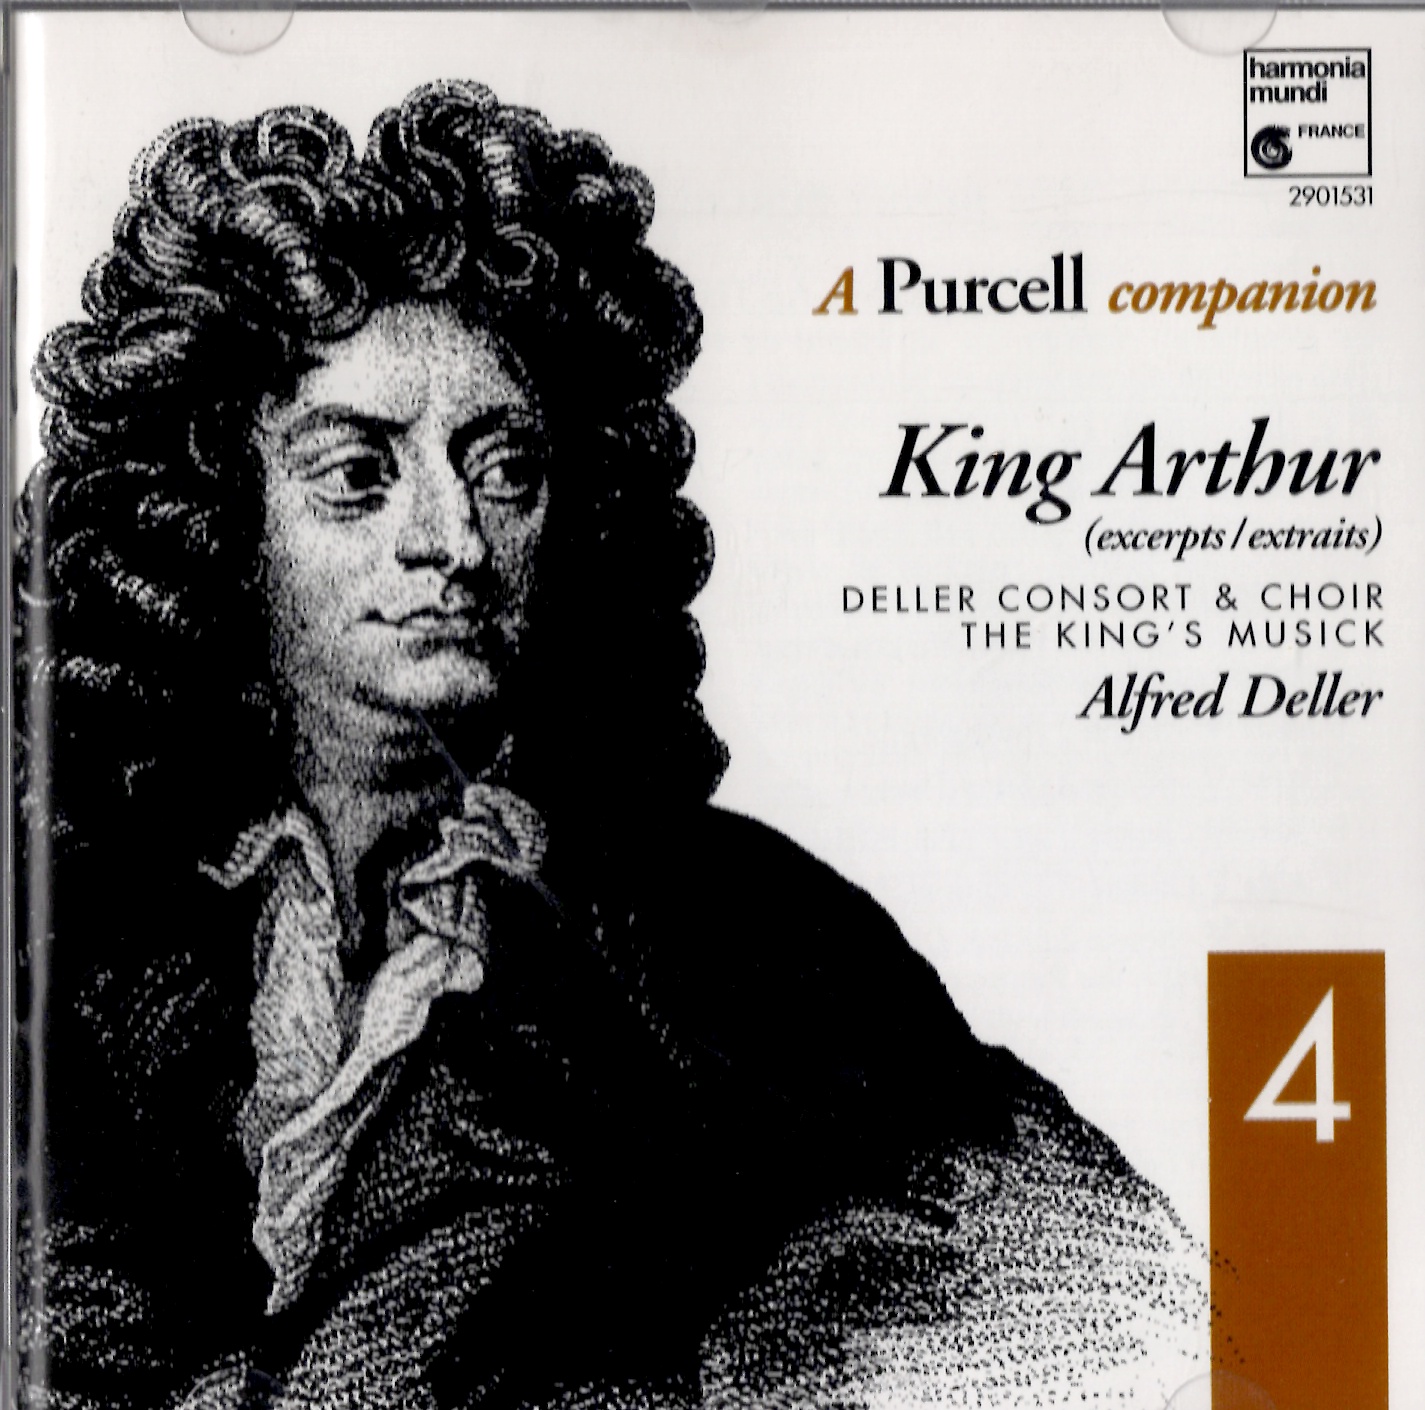 harmonia
mundi
FRANCE
2901531
A Purcell companion
King Arthur
(excerpts / extraits)
DELLER CONSORT & CHOIR
THE KING'S MUSICK
Alfred Deller
4